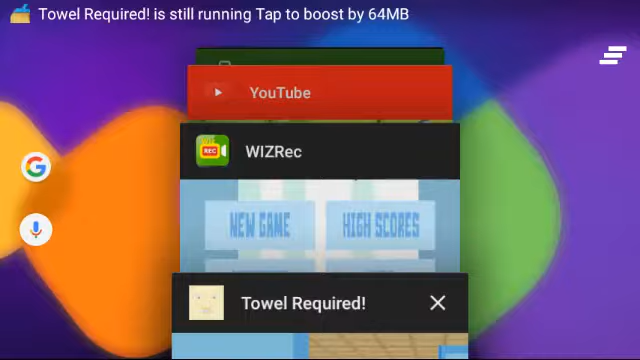 Towel Required! is still running Tap to boost by 64MB
YouTube
REC
WIZRec
NEW GAME
HIGH SCORES
Towel Required!